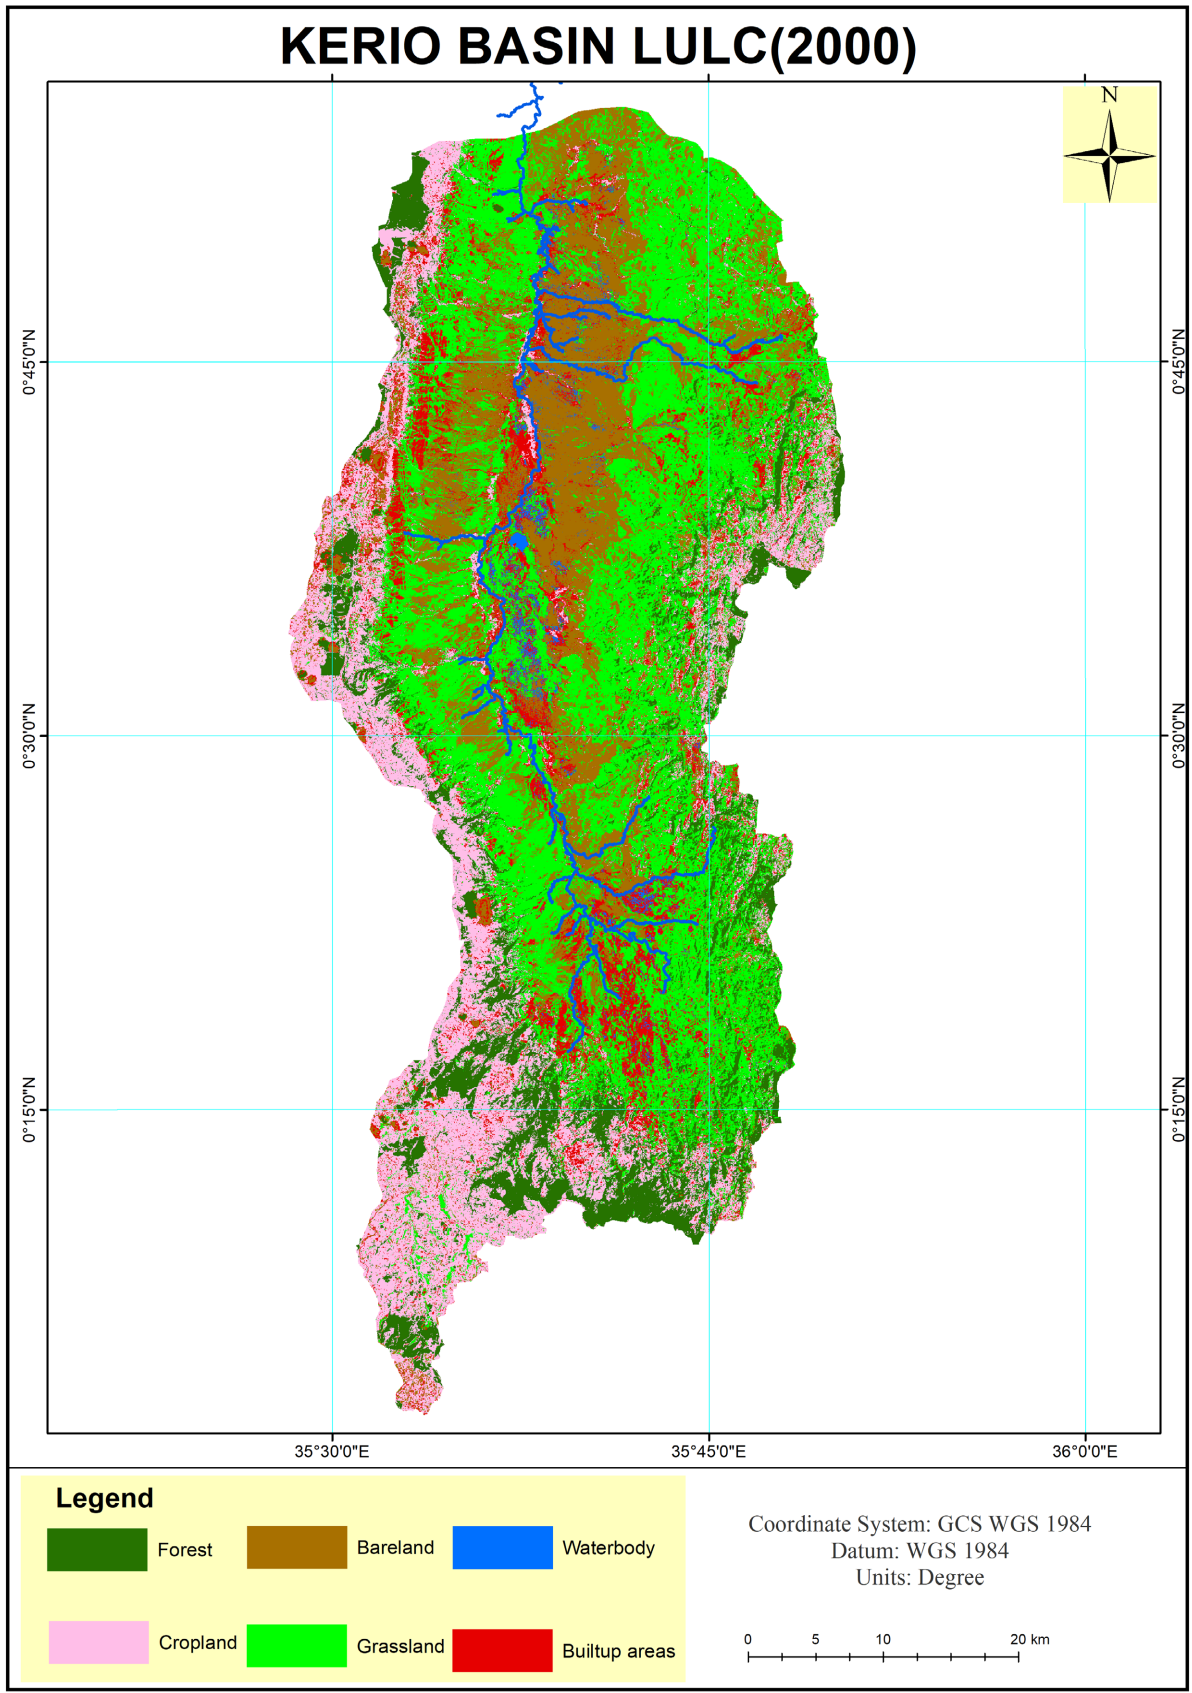 KERIO BASIN LULC(2000)
N
0°45'0"N
0°45'0"N
0°30'0"N
0°30'0"N
0°15'0"N
0°15'0"N
35°30'0"E
35°45'0"E
36°0'0"E
Legend
Forest
Bareland
Waterbody
Cropland
Grassland
Builtup areas
Coordinate System: GCS WGS 1984
Datum: WGS 1984
Units: Degree
0 5 10 20 km